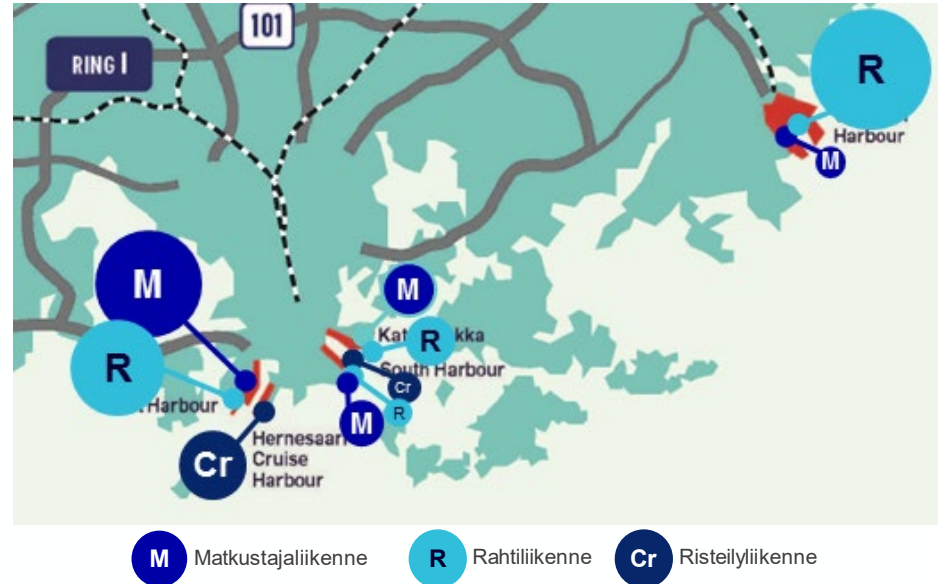 101
RING I
R
Harbour
M
M
M
R
Kat kka
R
South Harbour
Cr
Harbour
R
M
Hernesaari
Cruise
Harbour
Cr
M Matkustajaliikenne R Rahtiliikenne Cr Risteilyliikenne